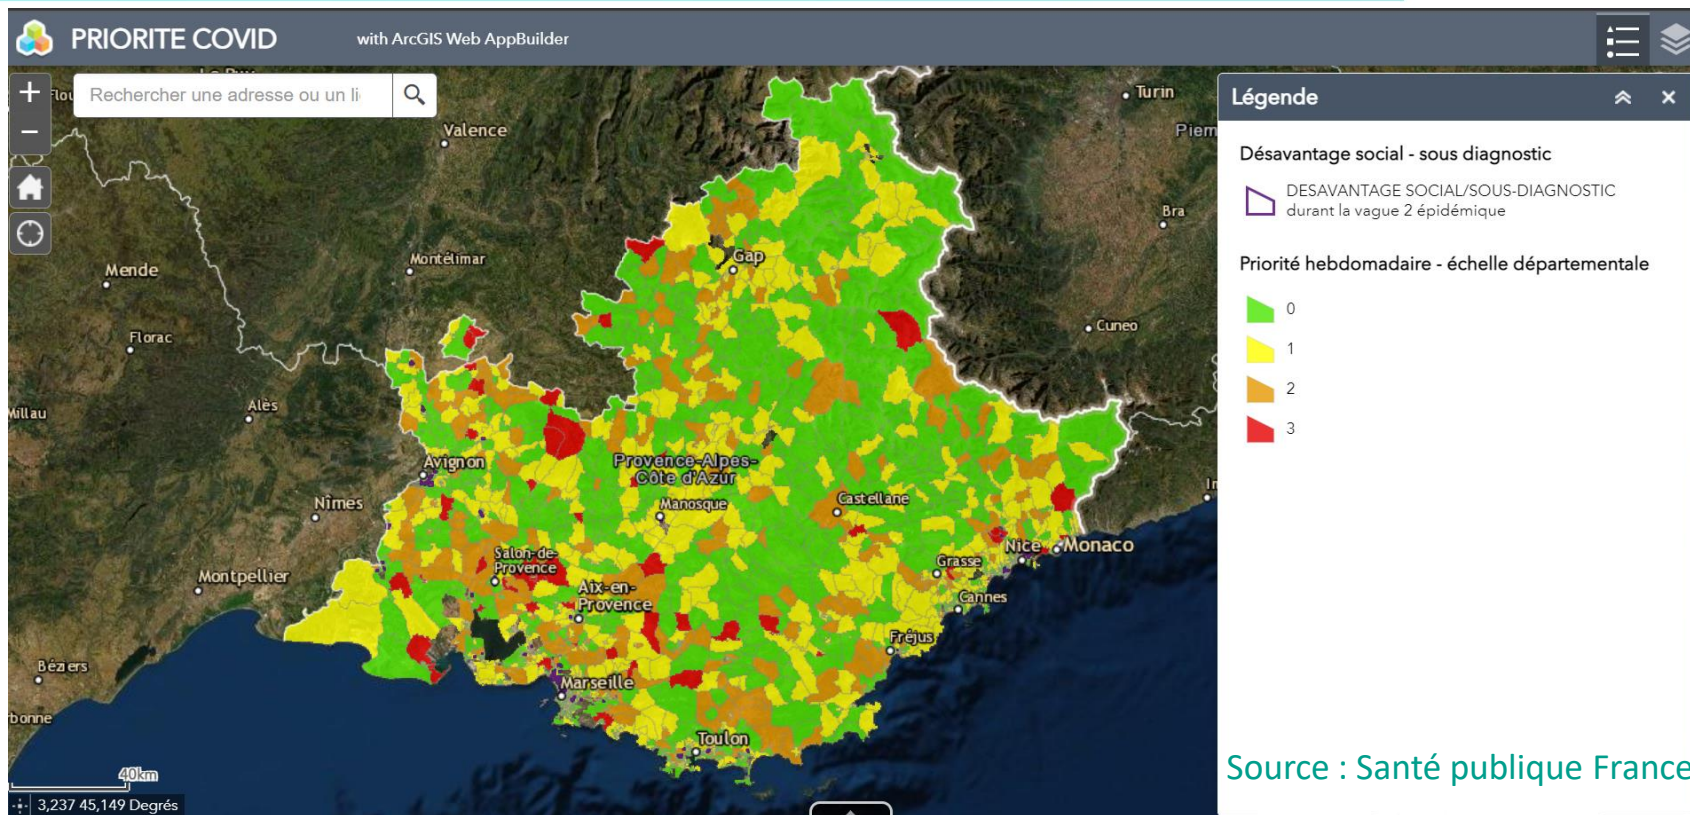 PRIORITE COVID
with ArcGIS Web AppBuilder
Rechercher une adresse ou un li
Légende
Désavantage social - sous diagnostic
DESAVANTAGE SOCIAL/SOUS-DIAGNOSTIC
durant la vague 2 épidémique
Priorité hebdomadaire - échelle départementale
0
1
2
3
Source : Santé publique France
Turin
Piem
Valence
Bra
Montélimar
Gap
Mende
Cuneo
Florac
Millau
Alès
Avignon
Provence-Alpes-
Côte d'Azur
Nîmes
Manosque
Castellane
Salon-de-
Provence
Nice
Monaco
Grasse
Montpellier
Aix-en-
Provence
Cannes
Fréjus
Béziers
Marseille
bonne
Toulon
40km
3,237 45,149 Degrés